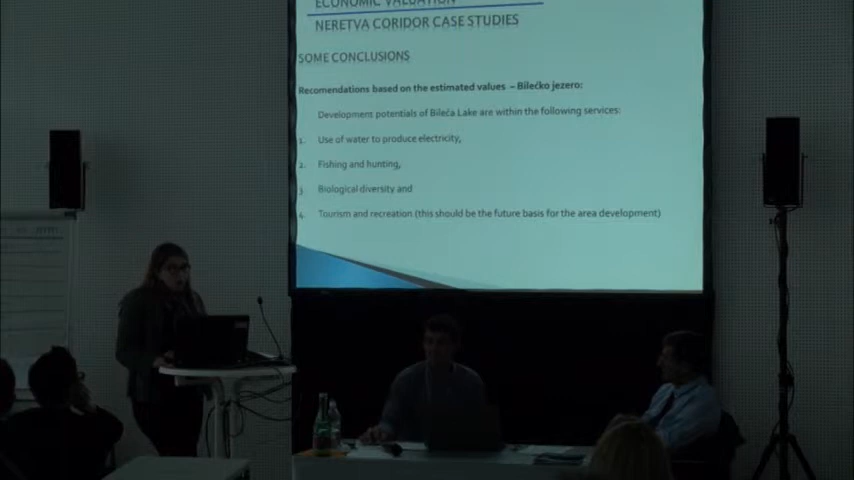 ECONOMIC VALUATION
NERETVA CORIDOR CASE STUDIES
SOME CONCLUSIONS
Recomendations based on the estimated values – Bilećko jezero:
Development potentials of Bileća Lake are within the following services:
1. Use of water to produce electricity,
2. Fishing and hunting,
3 Biological diversity and
4. Tourism and recreation (this should be the future basis for the area development)